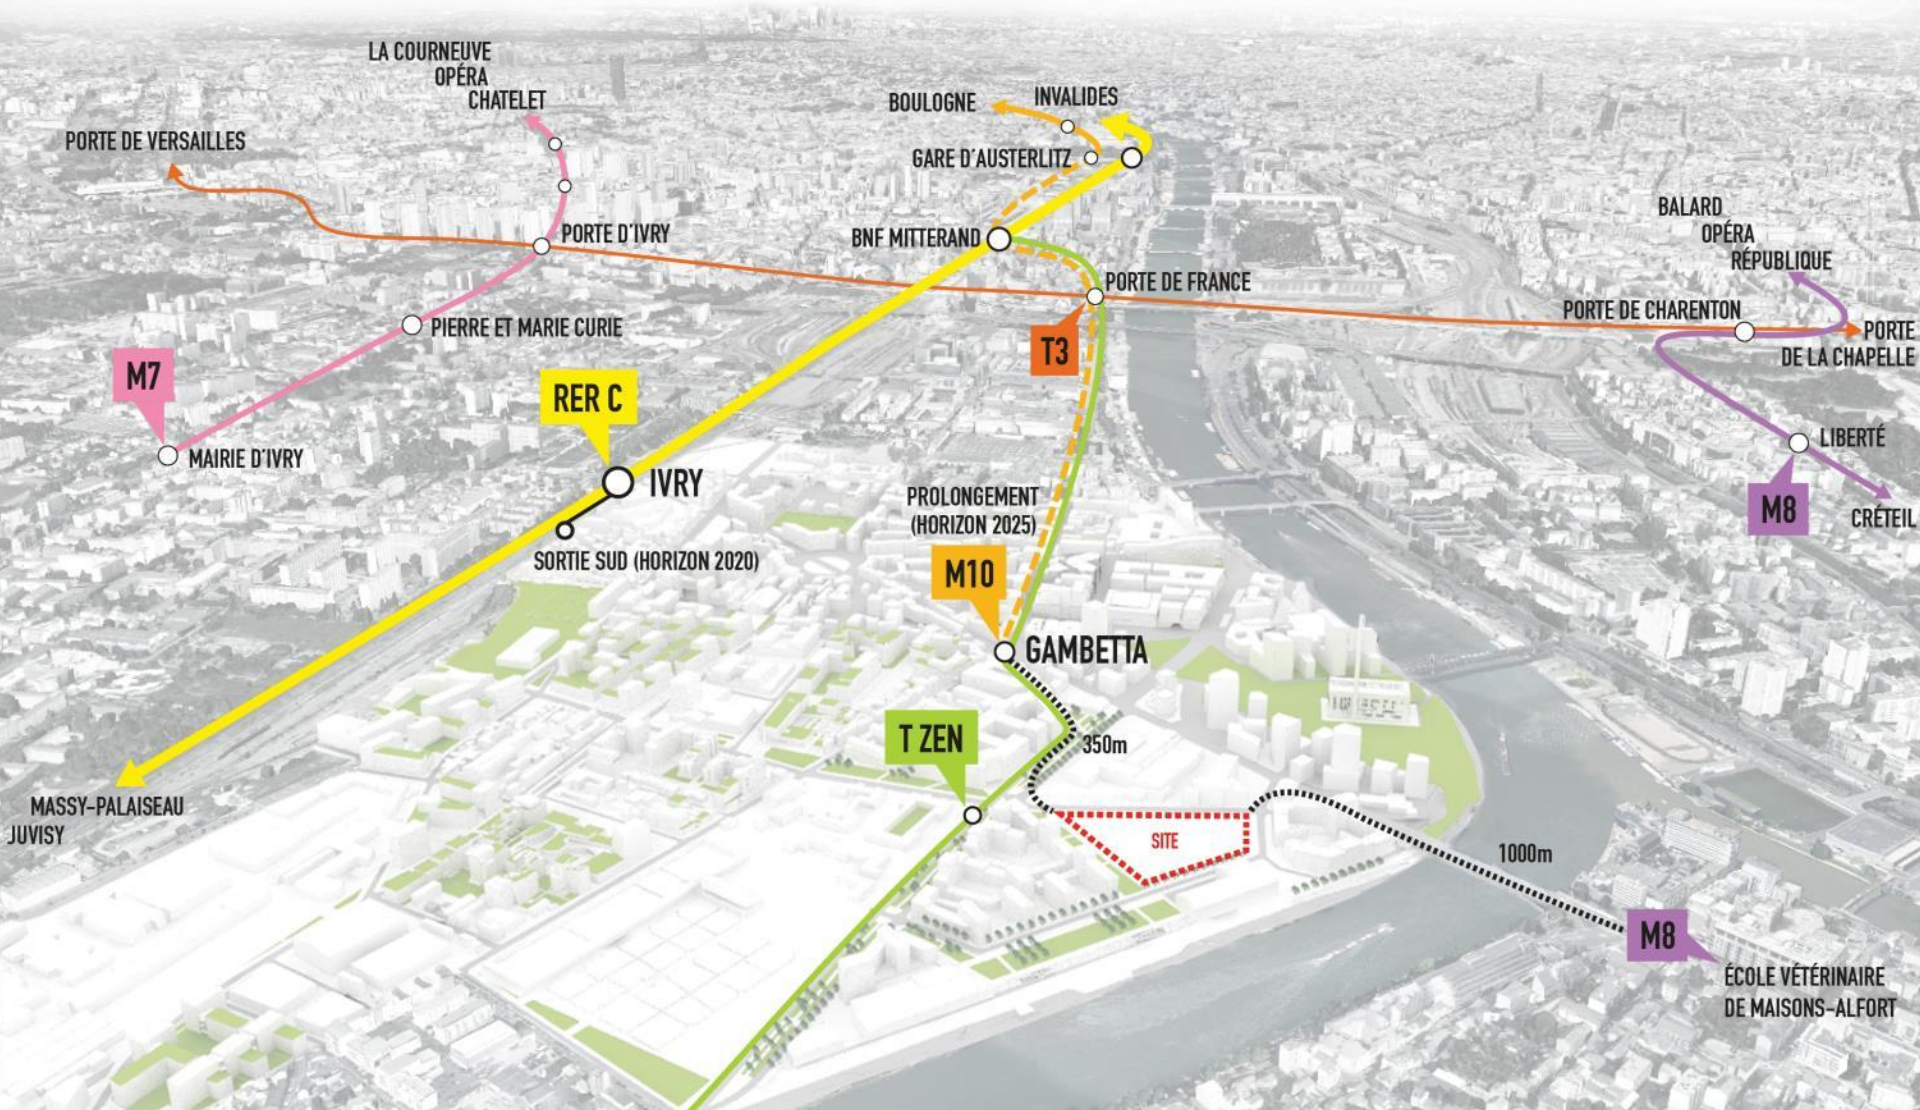 LA COURNEUVE
OPÉRA
CHATELET
PORTE DE VERSAILLES
BOULOGNE
INVALIDES
GARE D'AUSTERLITZ
PORTE D'IVRY
BNF MITTERAND
BALARD
OPÉRA
RÉPUBLIQUE
PORTE DE FRANCE
PORTE DE CHARENTON
PORTE
DE LA CHAPELLE
PIERRE ET MARIE CURIE
T3
M7
RER C
MAIRIE D'IVRY
LIBERTÉ
IVRY
M8
CRÉTEIL
PROLONGEMENT
(HORIZON 2025)
SORTIE SUD (HORIZON 2020)
M10
GAMBETTA
T ZEN
350m
MASSY-PALAISEAU
JUVISY
SITE
1000m
M8
ÉCOLE VÉTÉRINAIRE
DE MAISONS-ALFORT